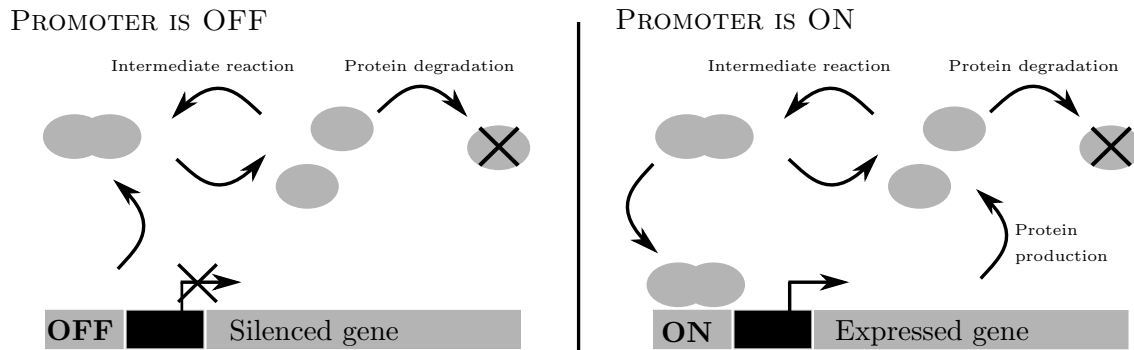 PROMOTER IS OFF
Intermediate reaction
Protein degradation
OFF
Silenced gene
PROMOTER IS ON
Intermediate reaction
Protein degradation
Protein
production
ON
Expressed gene